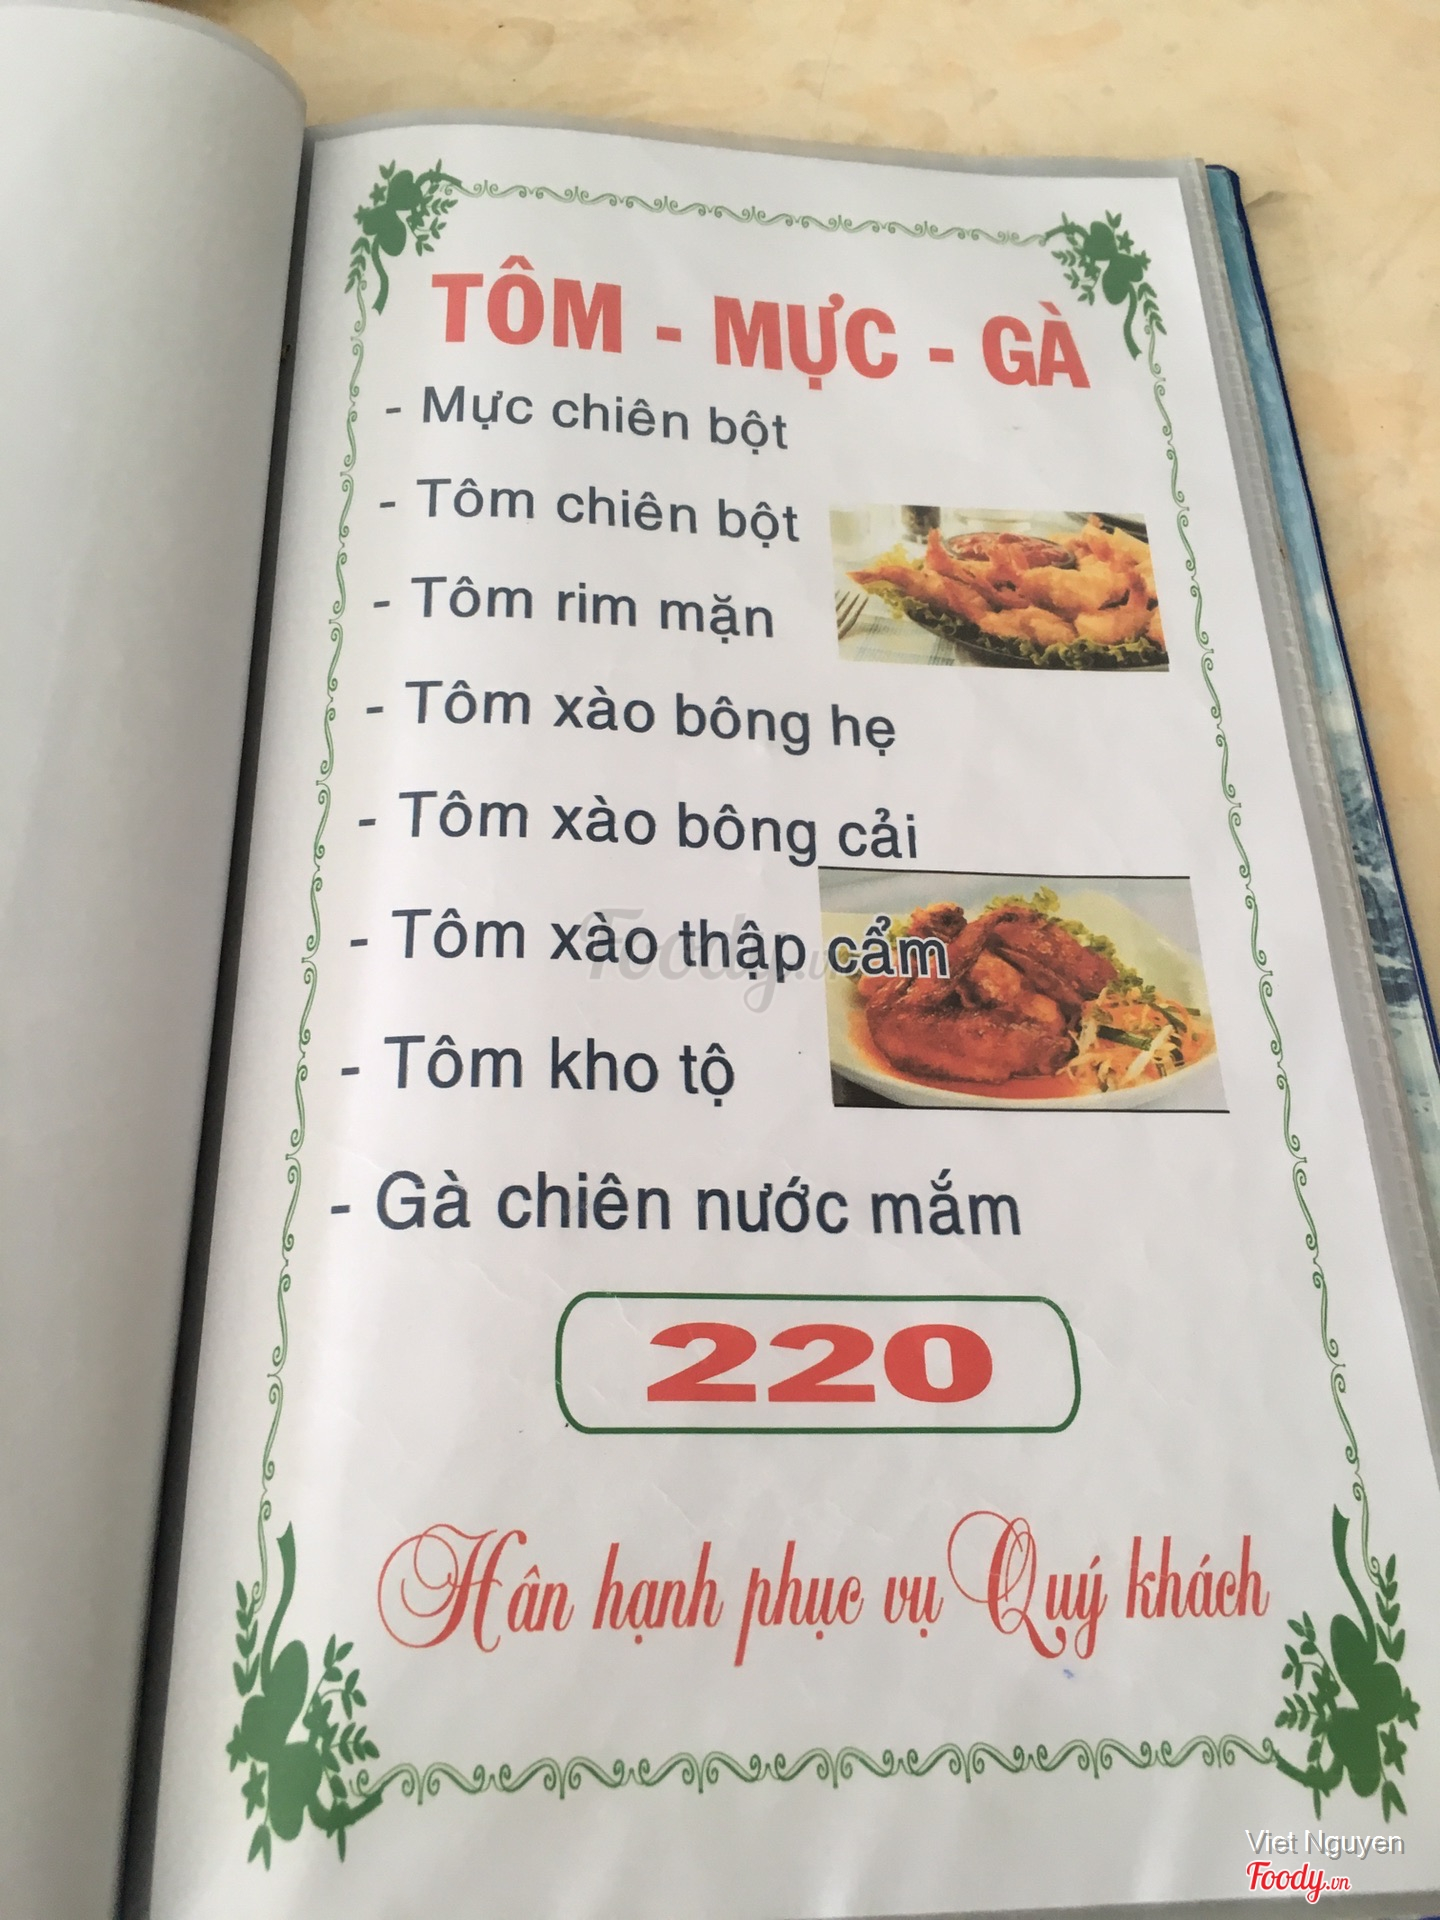 TÔM - MỰC - GÀ
- Mực chiên bột
- Tôm chiên bột
- Tôm rim mặn
- Tôm xào bông hẹ
- Tôm xào bông cải
- Tôm xào thập cẩm
Foody.vn
- Tôm kho tộ
- Gà chiên nước mắm
220
Hân hạnh phục vụ Quý khách
Viet Nguyen
Foody.vn